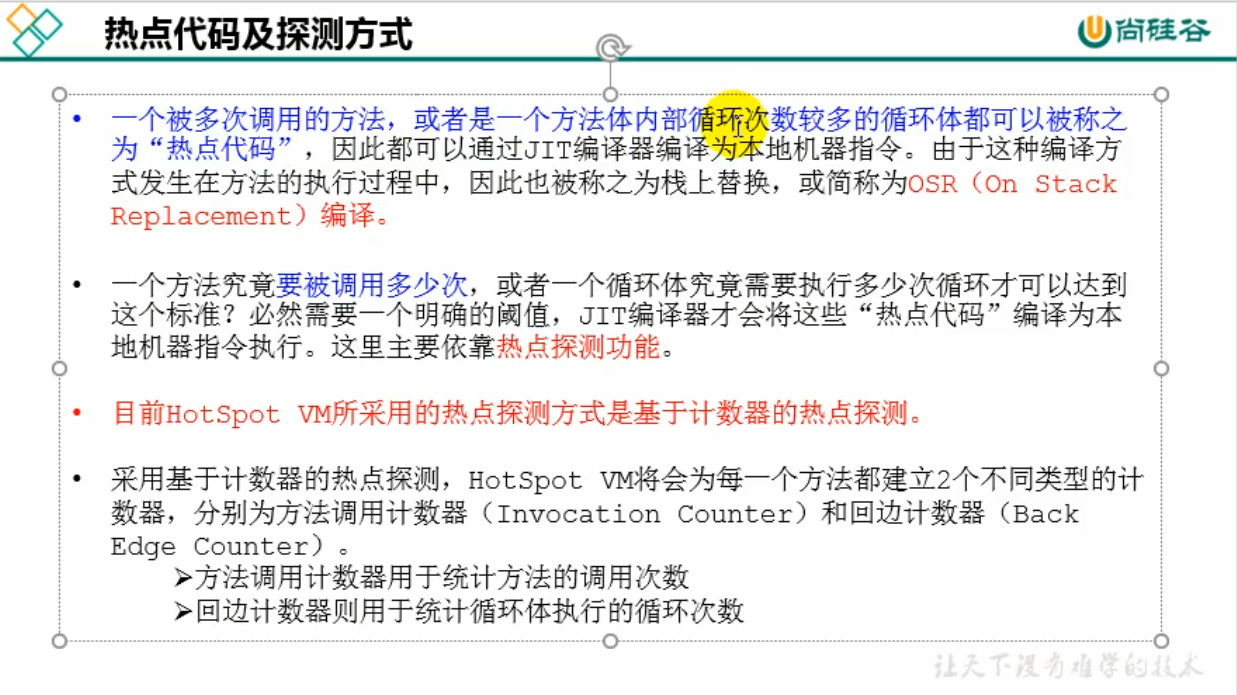 热点代码及探测方式
尚硅谷
• 一个被多次调用的方法，或者是一个方法体内部循环次数较多的循环体都可以被称之
为“热点代码”，因此都可以通过JIT编译器编译为本地机器指令。由于这种编译方
式发生在方法的执行过程中，因此也被称之为栈上替换，或简称为OSR（On Stack
Replacement）编译。
• 一个方法究竟要被调用多少次，或者一个循环体究竟需要执行多少次循环才可以达到
这个标准？必然需要一个明确的阈值，JIT编译器才会将这些“热点代码”编译为本
地机器指令执行。这里主要依靠热点探测功能。
• 目前HotSpot VM所采用的热点探测方式是基于计数器的热点探测。
• 采用基于计数器的热点探测，HotSpot VM将会为每一个方法都建立2个不同类型的计
数器，分别为方法调用计数器（Invocation Counter）和回边计数器（Back
Edge Counter）。
➢方法调用计数器用于统计方法的调用次数
➢回边计数器则用于统计循环体执行的循环次数
让天下没有难学的技术